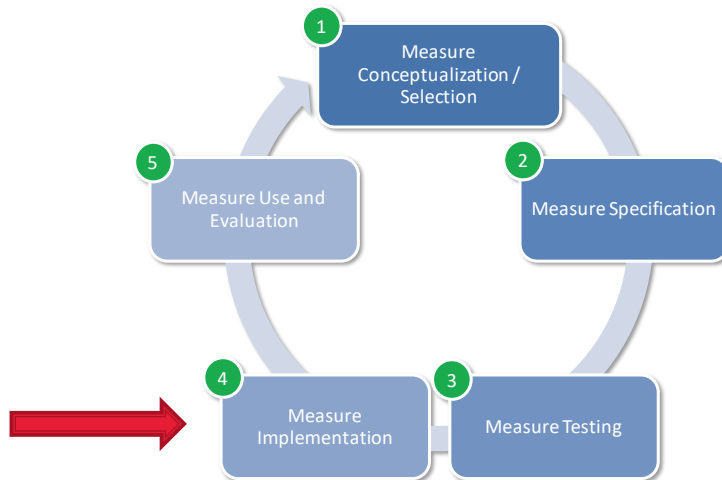 1
Measure
Conceptualization /
Selection
2
Measure Specification
3
Measure Testing
4
Measure
Implementation
5
Measure Use and
Evaluation